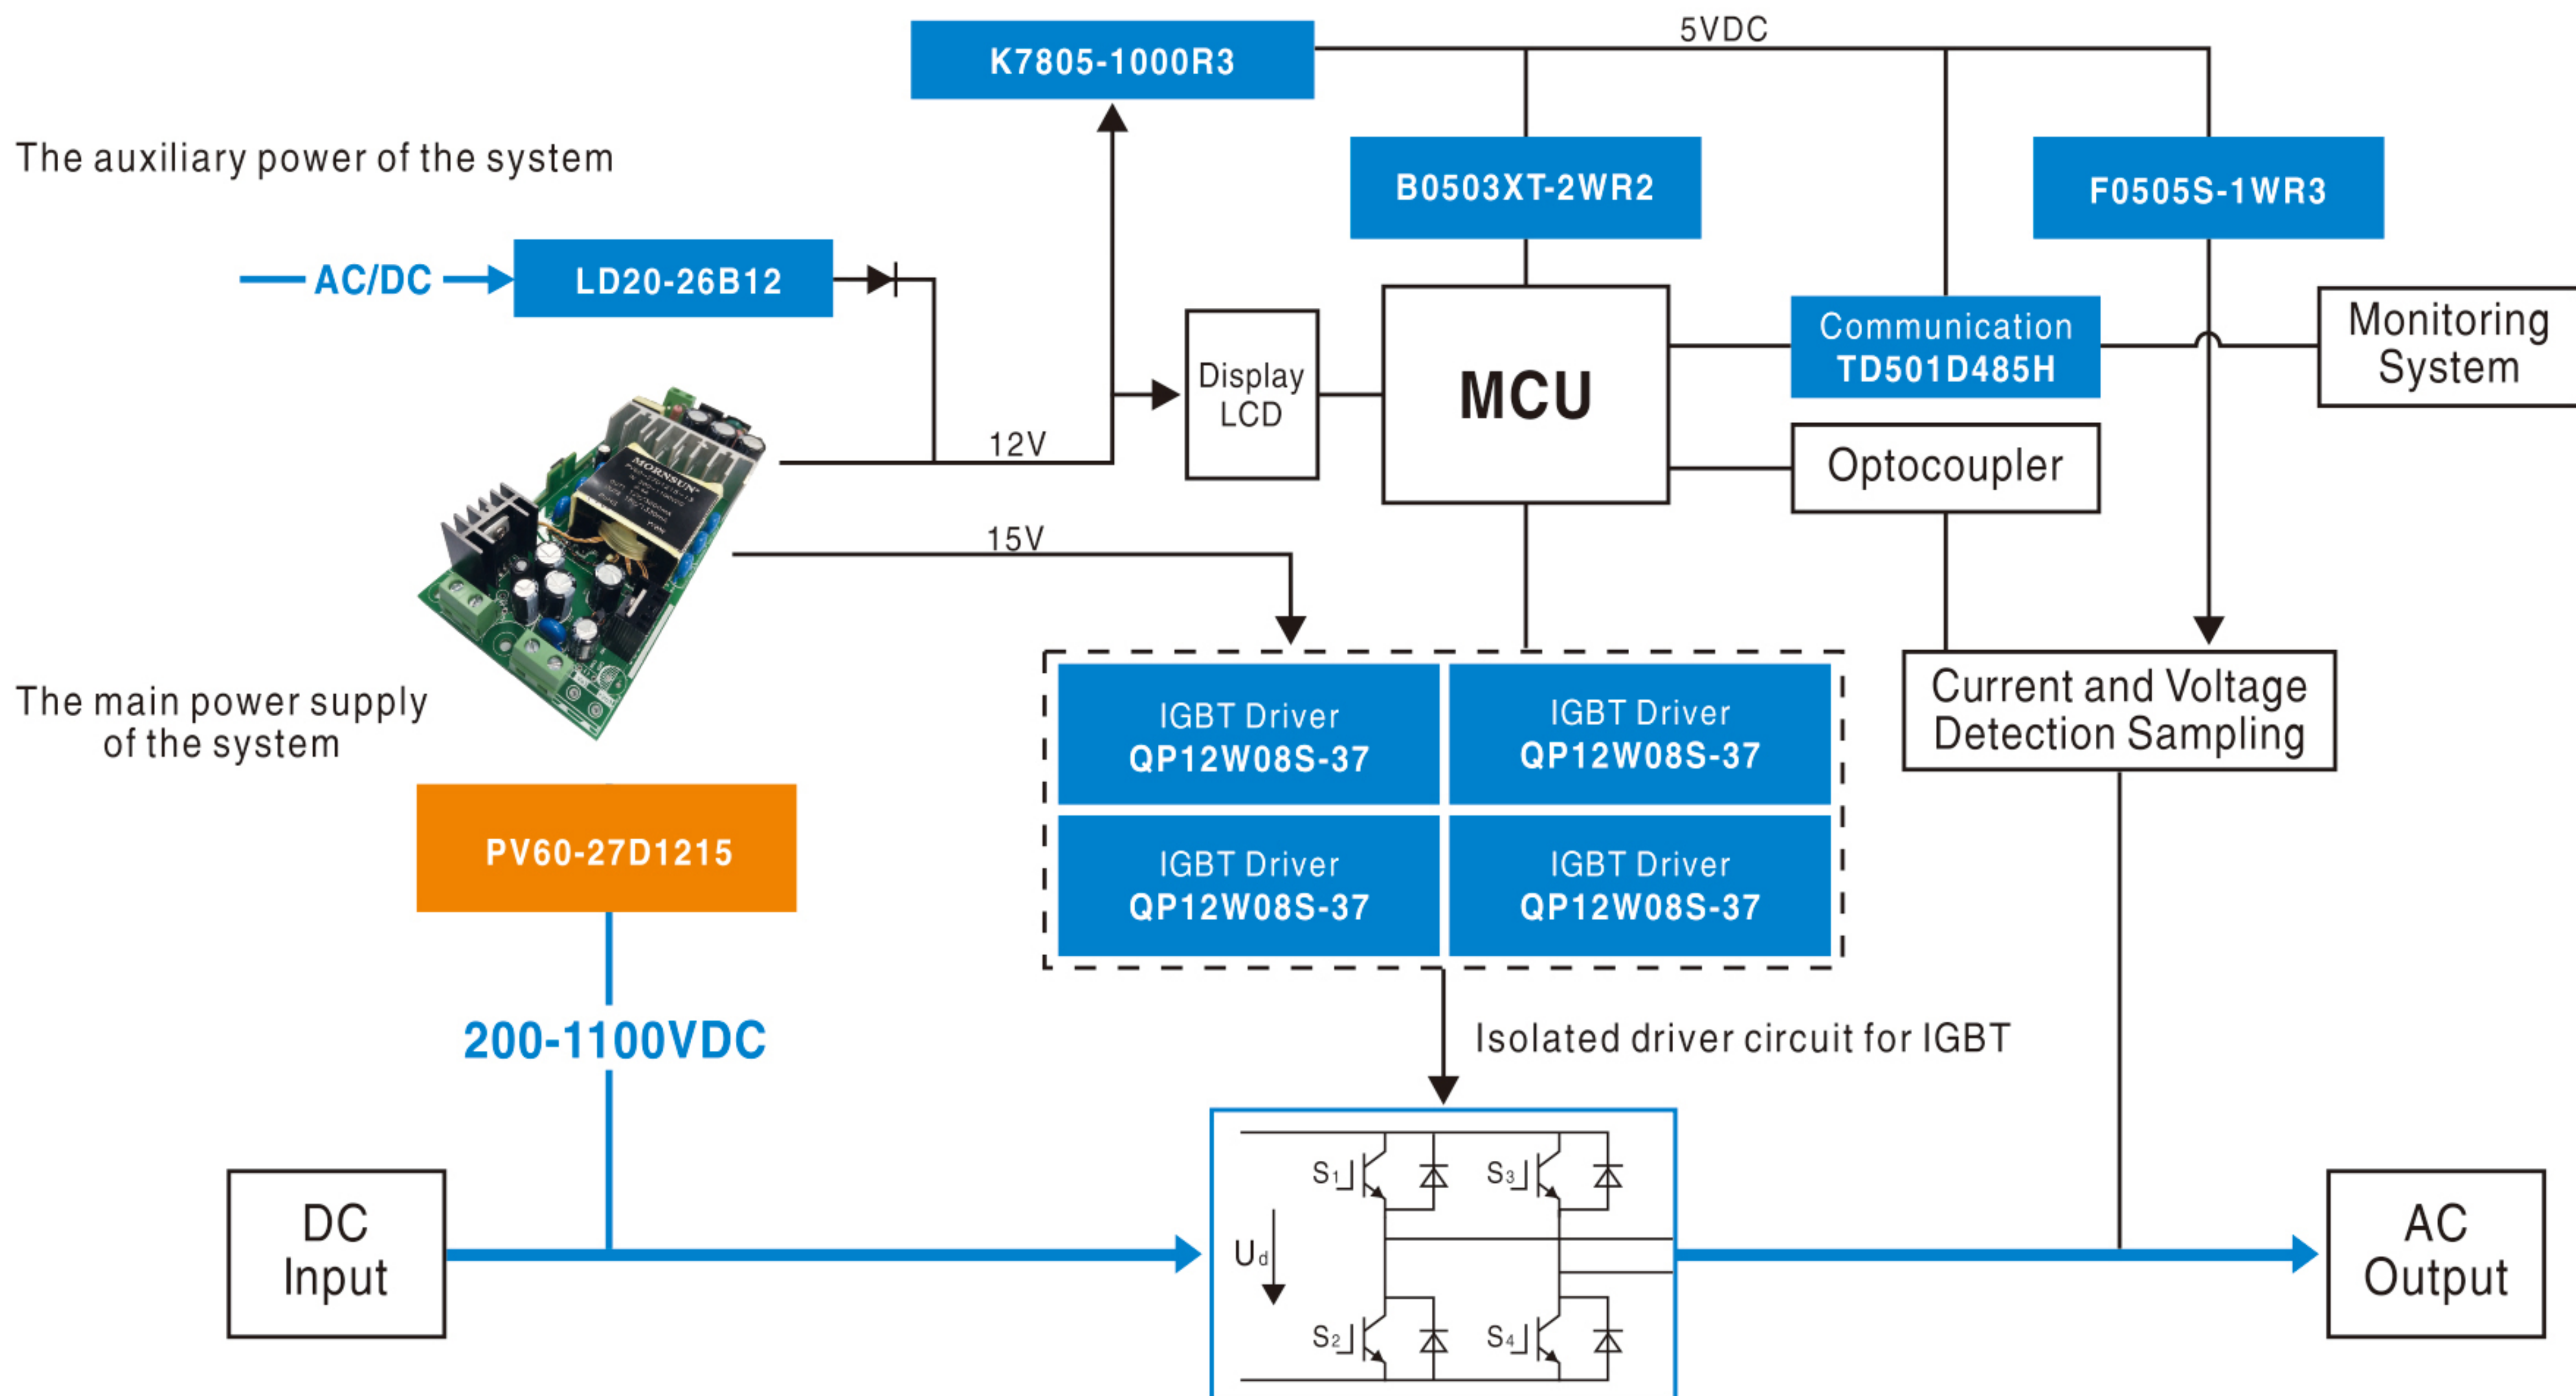 5VDC
K7805-1000R3
The auxiliary power of the system
B0503XT-2WR2
F0505S-1WR3
AC/DC
LD20-26B12
Communication
TD501D485H
Monitoring
System
Display
LCD
MCU
12V
Optocoupler
MORNSUN
15V
The main power supply
of the system
IGBT Driver
QP12W08S-37
IGBT Driver
QP12W08S-37
Current and Voltage
Detection Sampling
IGBT Driver
QP12W08S-37
IGBT Driver
QP12W08S-37
PV60-27D1215
200-1100VDC
Isolated driver circuit for IGBT
S1
S3
DC
Input
Ud
AC
Output
S2
S4